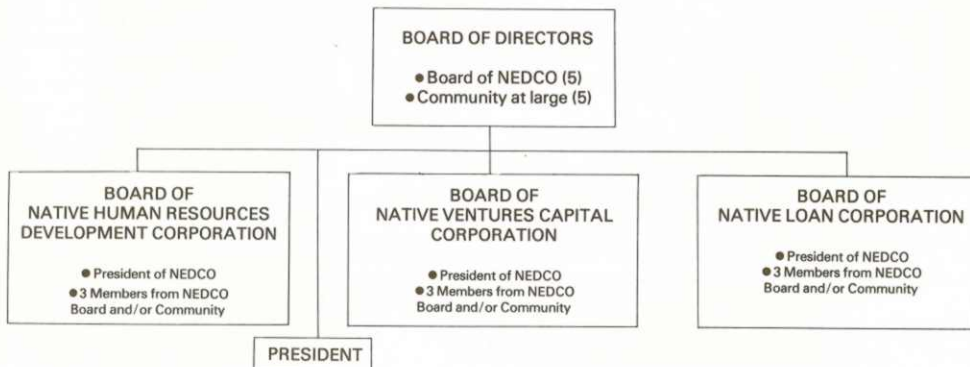 BOARD OF DIRECTORS
● Board of NEDCO (5)
● Community at large (5)
BOARD OF
NATIVE HUMAN RESOURCES
DEVELOPMENT CORPORATION
● President of NEDCO
● 3 Members from NEDCO
Board and/or Community
BOARD OF
NATIVE VENTURES CAPITAL
CORPORATION
● President of NEDCO
● 3 Members from NEDCO
Board and/or Community
BOARD OF
NATIVE LOAN CORPORATION
● President of NEDCO
● 3 Members from NEDCO
Board and/or Community
PRESIDENT